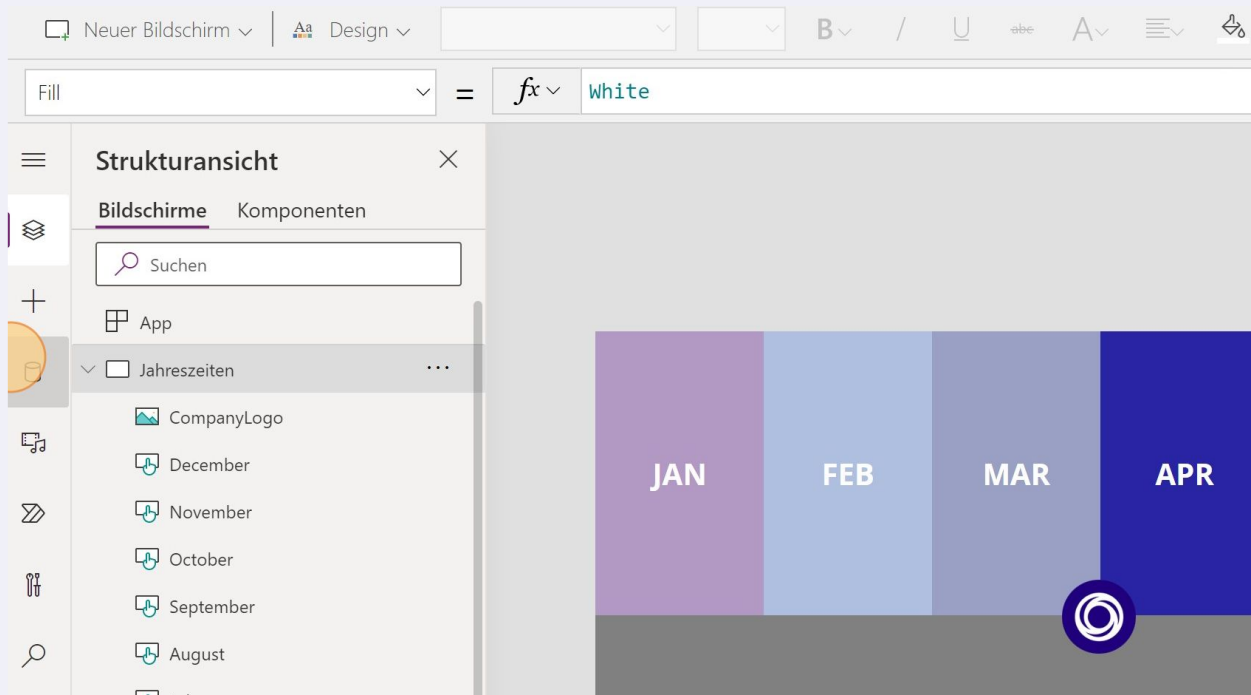 Neuer Bildschirm Aa Design B / U abc A
Fill = fx White
Strukturansicht
Bildschirme Komponenten
Suchen
App
Jahreszeiten ...
CompanyLogo
December
November
October
September
August
JAN FEB MAR APR